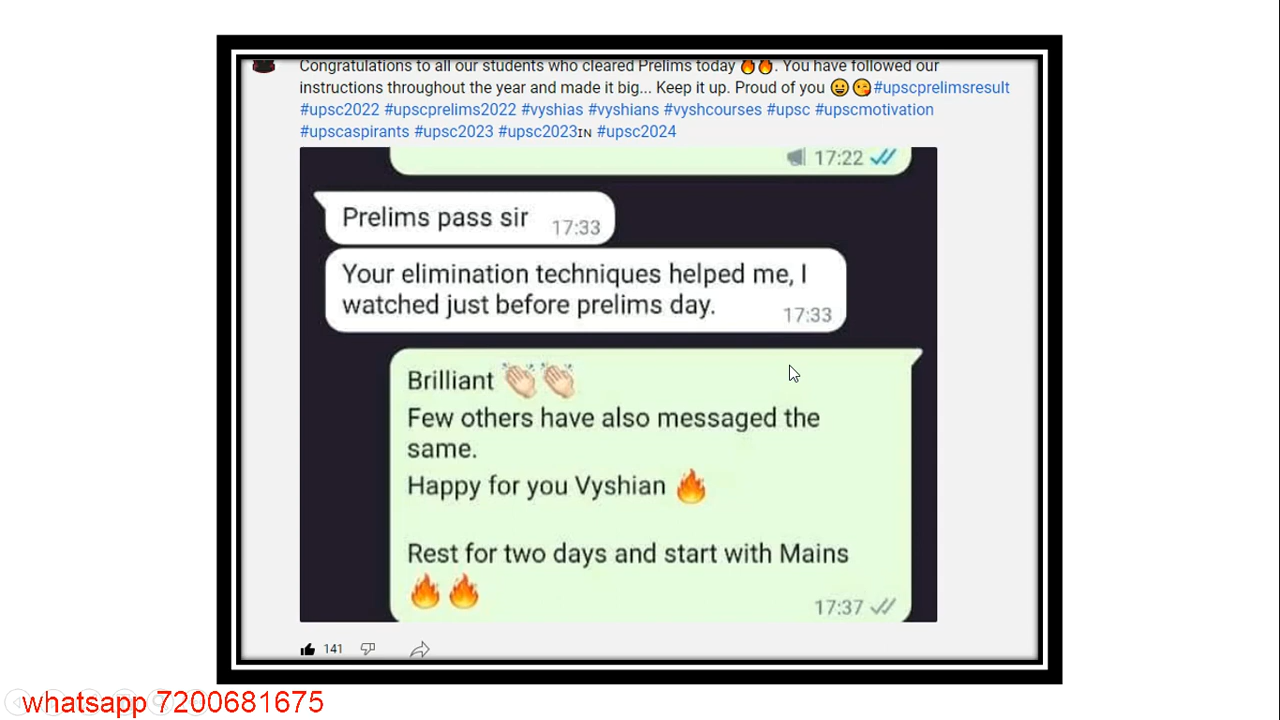 Congratulations to all our students who cleared Prelims today 🔥🔥. You have followed our
instructions throughout the year and made it big... Keep it up. Proud of you 😀😘 #upscprelimsresult
#upsc2022 #upscprelims2022 #vyshias #vyshians #vyshcourses #upsc #upscmotivation
#upscaspirants #upsc2023 #upsc2023ɪɴ #upsc2024
17:22
Prelims pass sir 17:33
Your elimination techniques helped me, I
watched just before prelims day. 17:33
Brilliant 👏🏻👏🏻
Few others have also messaged the
same.
Happy for you Vyshian 🔥
Rest for two days and start with Mains
🔥🔥
17:37
141
whatsapp 7200681675